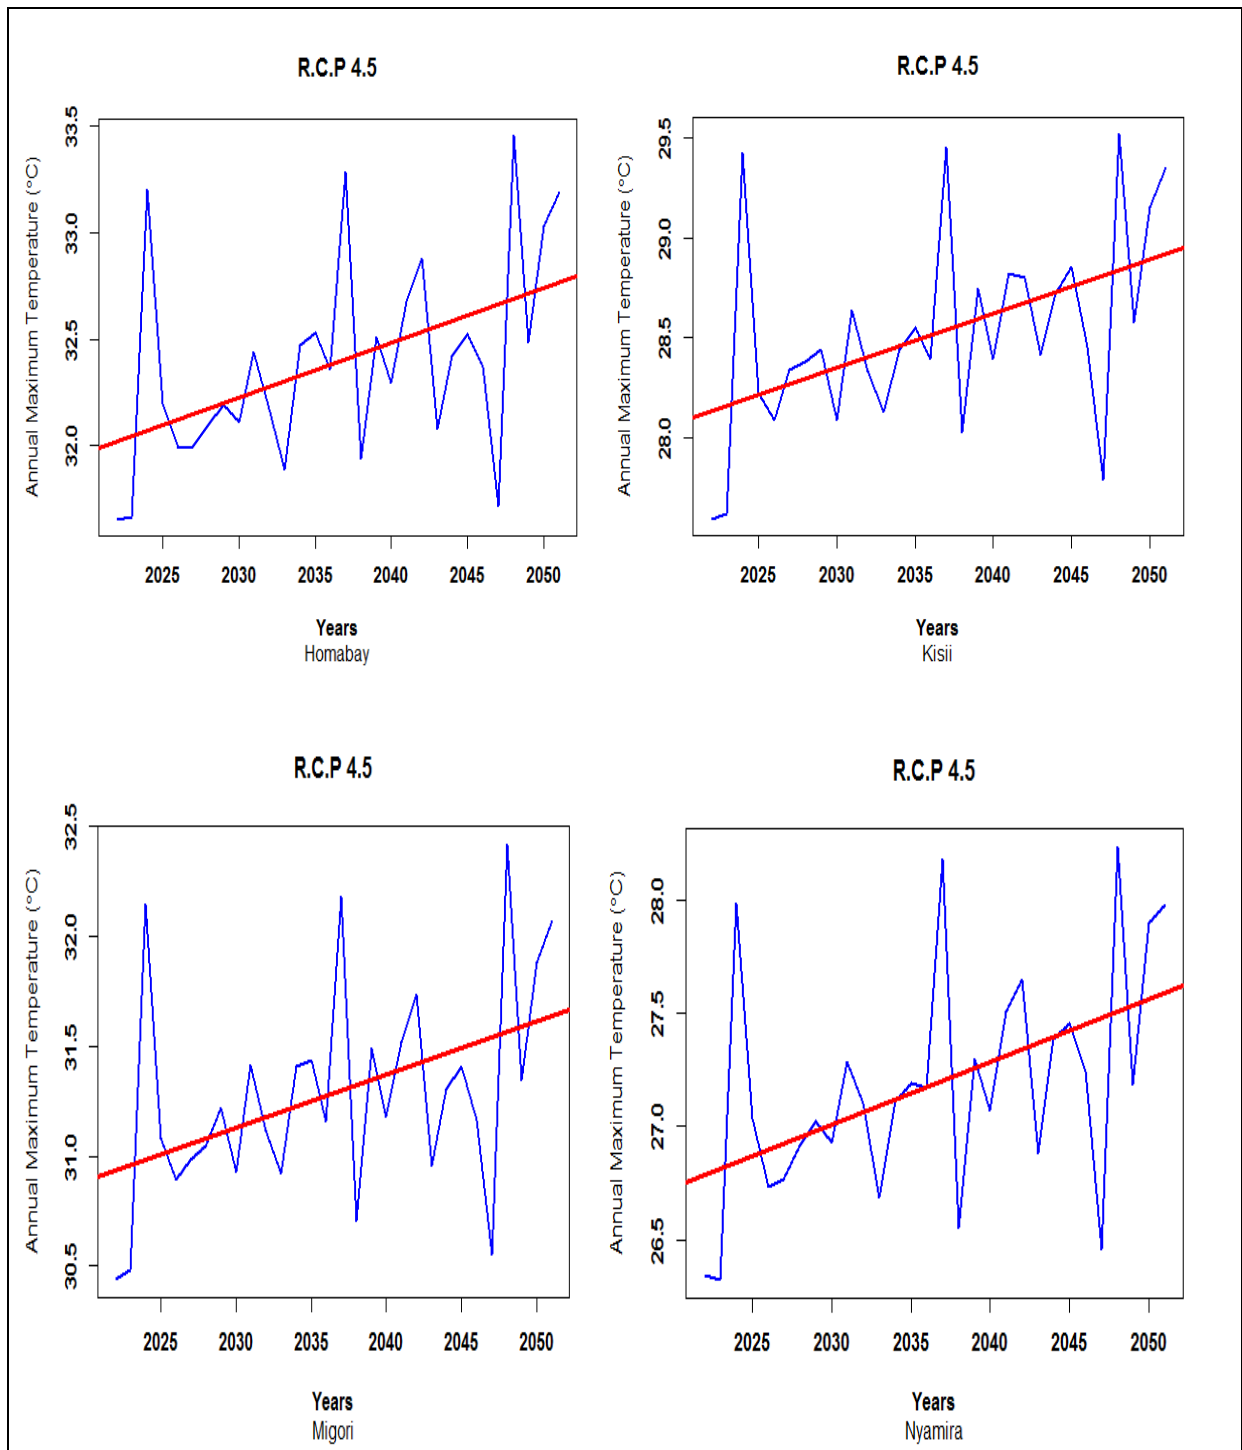 R.C.P 4.5
Annual Maximum Temperature (°C)
33.5
33.0
32.5
32.0
2025 2030 2035 2040 2045 2050
Years
Homabay
R.C.P 4.5
Annual Maximum Temperature (°C)
29.5
29.0
28.5
28.0
2025 2030 2035 2040 2045 2050
Years
Kisii
R.C.P 4.5
Annual Maximum Temperature (°C)
32.5
32.0
31.5
31.0
30.5
2025 2030 2035 2040 2045 2050
Years
Migori
R.C.P 4.5
Annual Maximum Temperature (°C)
28.0
27.5
27.0
26.5
2025 2030 2035 2040 2045 2050
Years
Nyamira